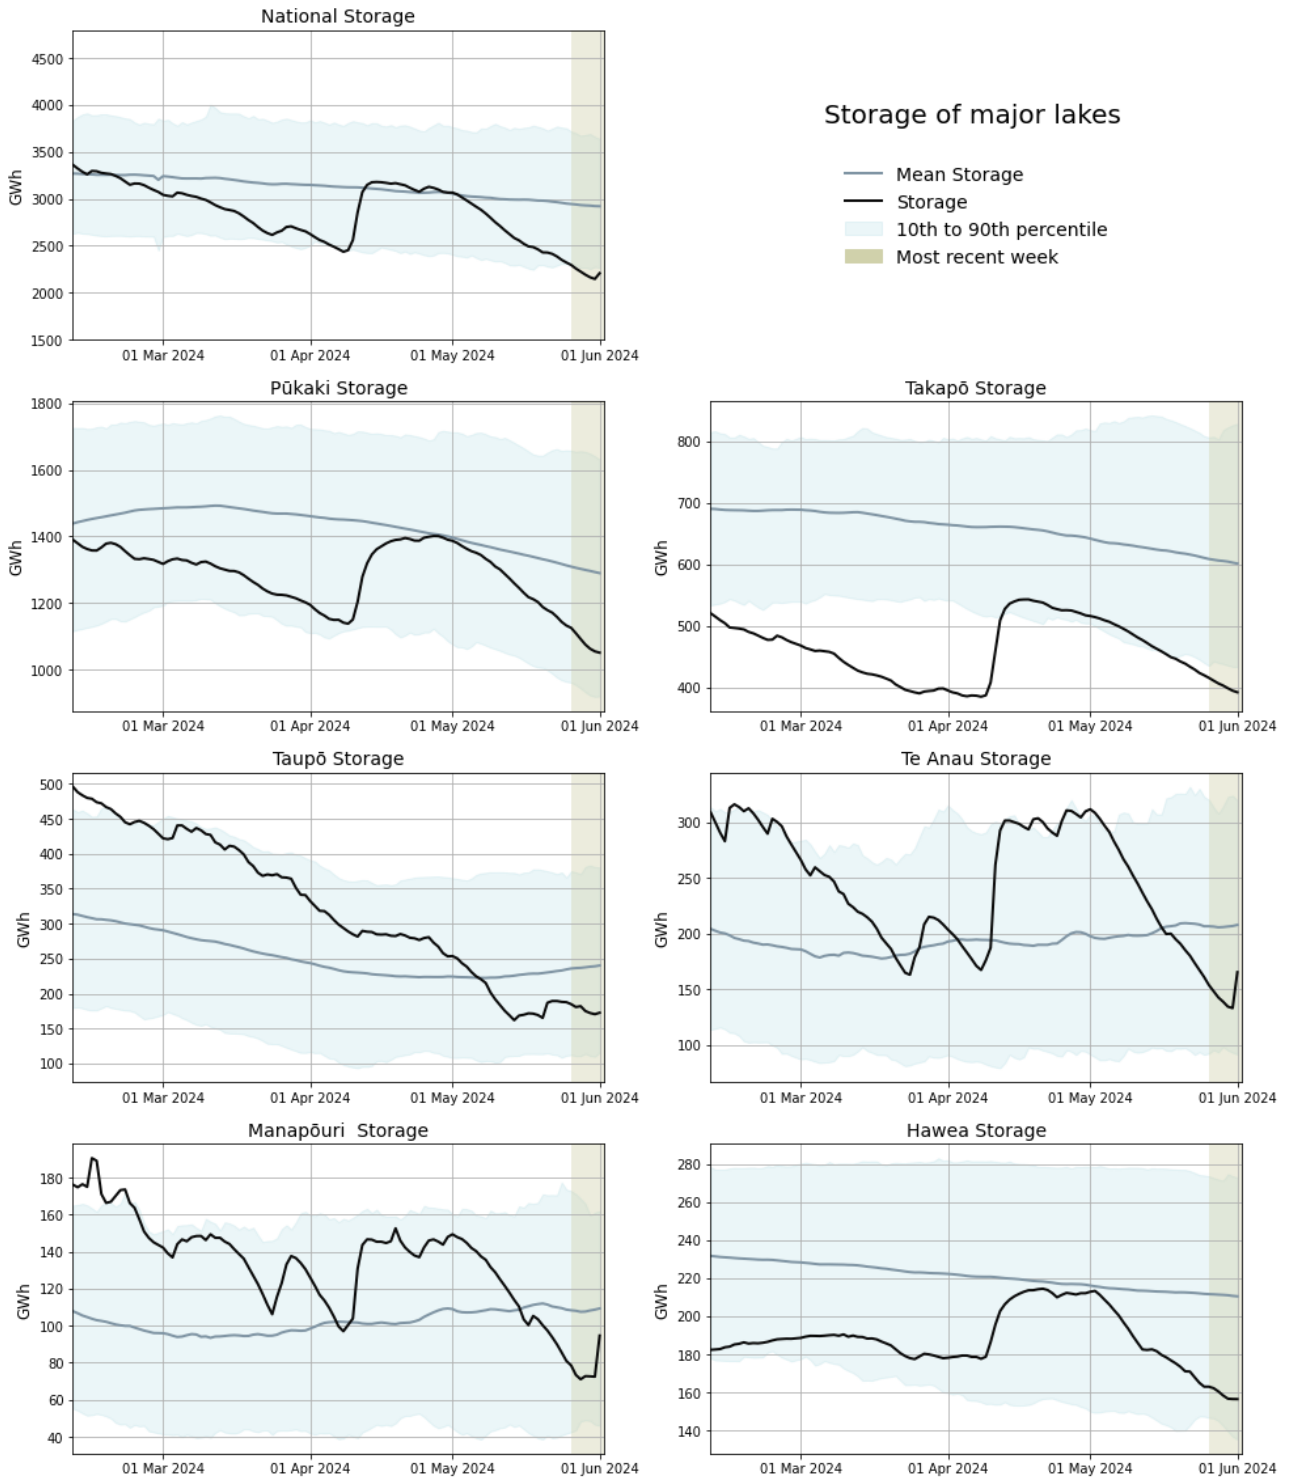 National Storage
4500
4000
3500
3000
2500
2000
1500
GWh
01 Mar 2024 01 Apr 2024 01 May 2024 01 Jun 2024
Storage of major lakes
Mean Storage
Storage
10th to 90th percentile
Most recent week
Pūkaki Storage
1800
1600
1400
1200
1000
GWh
01 Mar 2024 01 Apr 2024 01 May 2024 01 Jun 2024
Takapō Storage
800
700
600
500
400
GWh
01 Mar 2024 01 Apr 2024 01 May 2024 01 Jun 2024
Taupō Storage
500
450
400
350
300
250
200
150
100
GWh
01 Mar 2024 01 Apr 2024 01 May 2024 01 Jun 2024
Te Anau Storage
300
250
200
150
100
GWh
01 Mar 2024 01 Apr 2024 01 May 2024 01 Jun 2024
Manapōuri  Storage
180
160
140
120
100
80
60
40
GWh
01 Mar 2024 01 Apr 2024 01 May 2024 01 Jun 2024
Hawea Storage
280
260
240
220
200
180
160
140
GWh
01 Mar 2024 01 Apr 2024 01 May 2024 01 Jun 2024